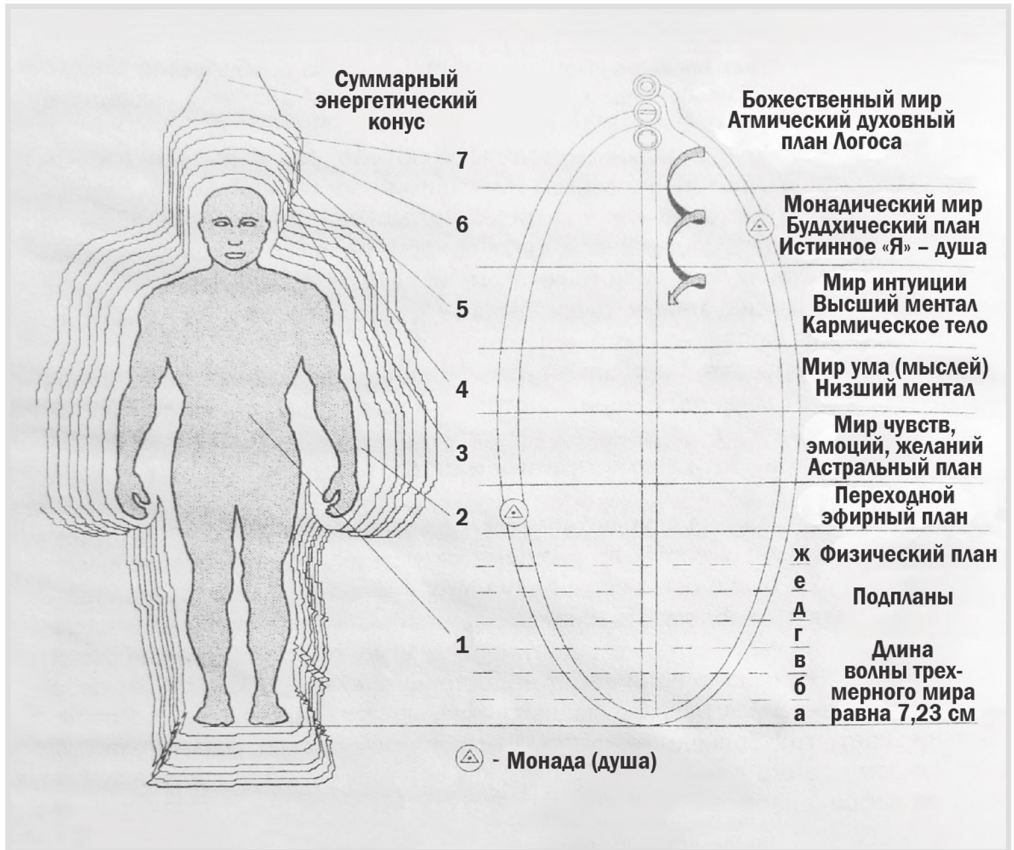 Суммарный
энергетический
конус
7
6
5
4
3
2
1
Божественный мир
Атмический духовный
план Логоса
Монадический мир
Буддхический план
Истинное «Я» – душа
Мир интуиции
Высший ментал
Кармическое тело
Мир ума (мыслей)
Низший ментал
Мир чувств,
эмоций, желаний
Астральный план
Переходной
эфирный план
ж Физический план
е
Подпланы
д
г
в
б
а
Длина
волны трех-
мерного мира
равна 7,23 см
- Монада (душа)